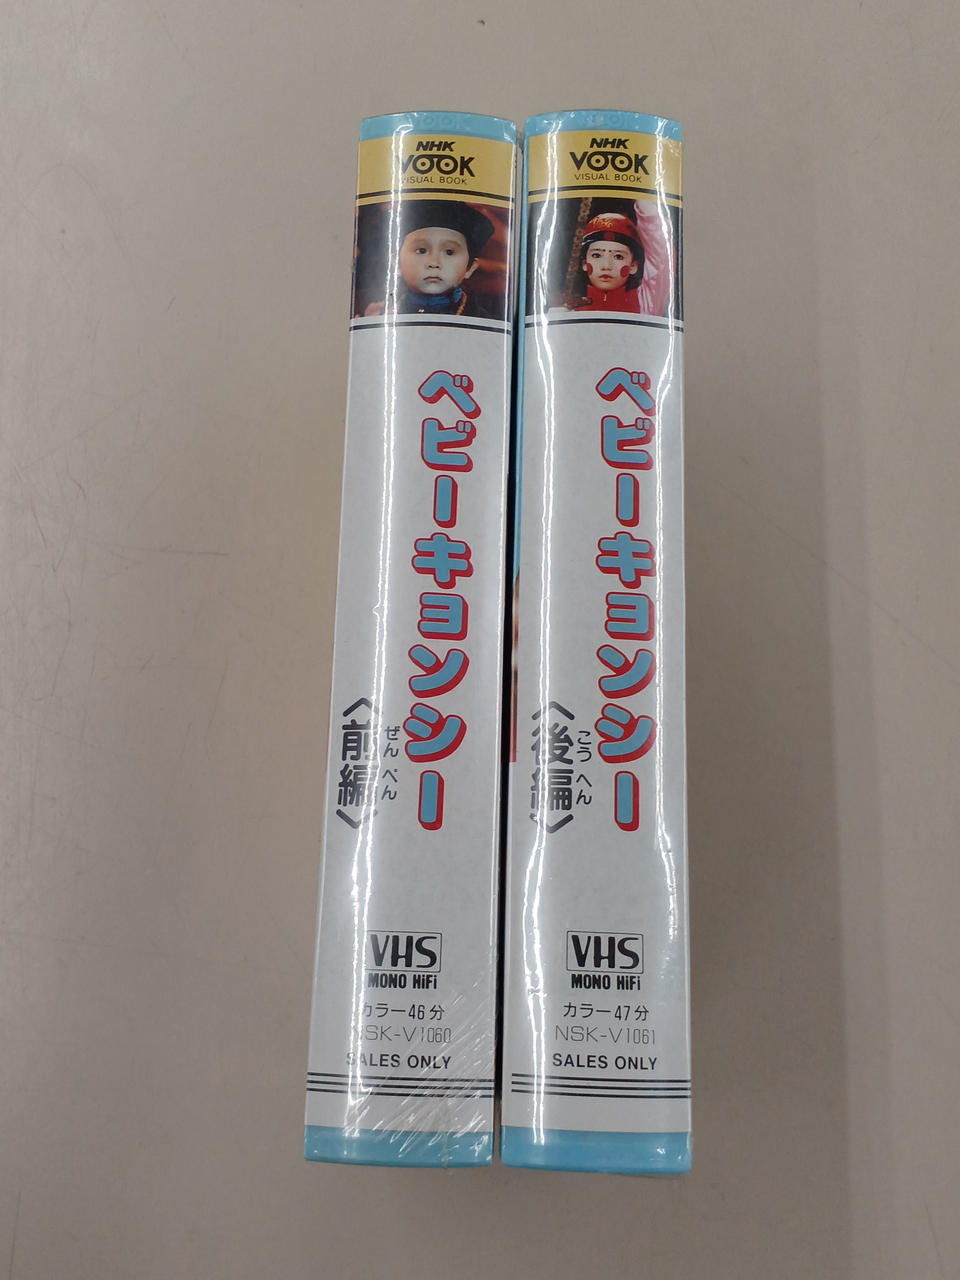 NHK
VOOK
VISUAL BOOK
ベビーキョンシー
ぜんぺん
〈前編〉
VHS
MONO HiFi
カラー46分
NSK-V1060
SALES ONLY
NHK
VOOK
VISUAL BOOK
ベビーキョンシー
こうへん
〈後編〉
VHS
MONO HiFi
カラー47分
NSK-V1061
SALES ONLY